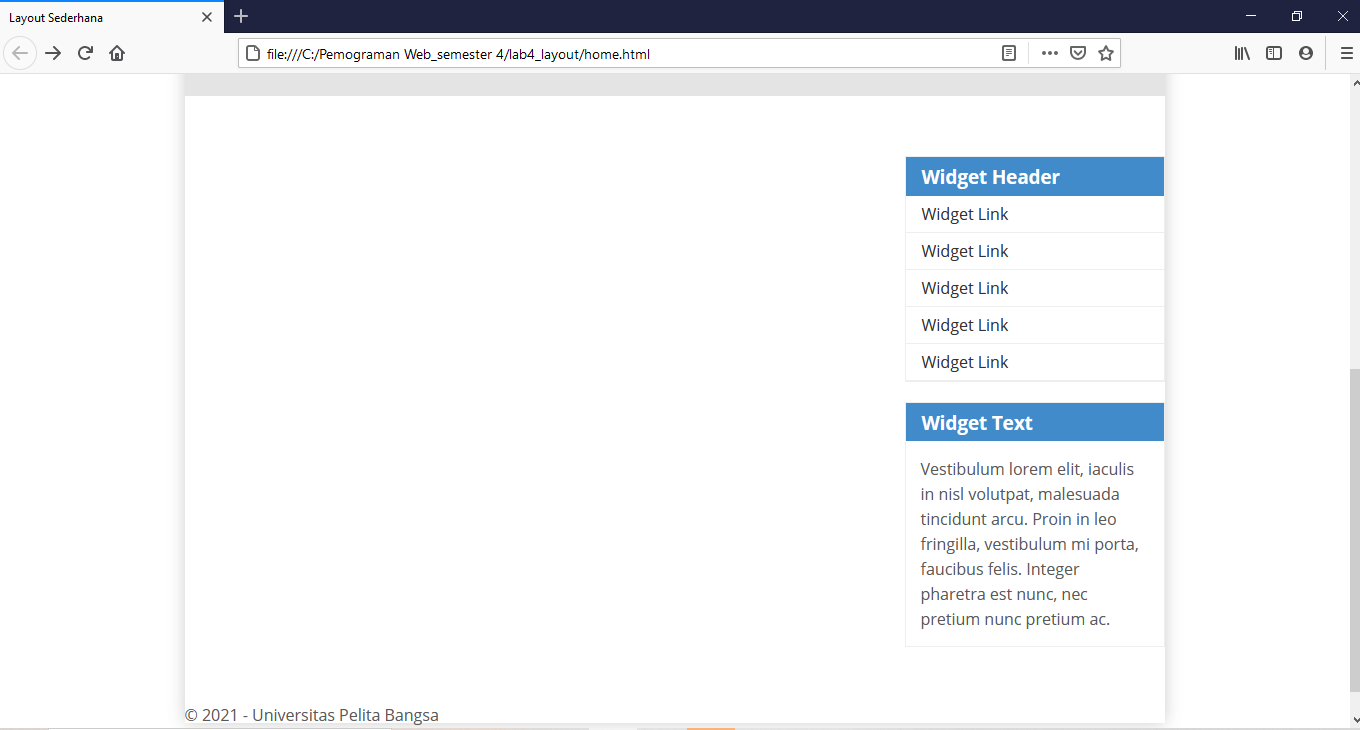 Layout Sederhana
file:///C:/Pemograman Web_semester 4/lab4_layout/home.html
Widget Header
Widget Link
Widget Link
Widget Link
Widget Link
Widget Link
Widget Text
Vestibulum lorem elit, iaculis
in nisl volutpat, malesuada
tincidunt arcu. Proin in leo
fringilla, vestibulum mi porta,
faucibus felis. Integer
pharetra est nunc, nec
pretium nunc pretium ac.
© 2021 - Universitas Pelita Bangsa